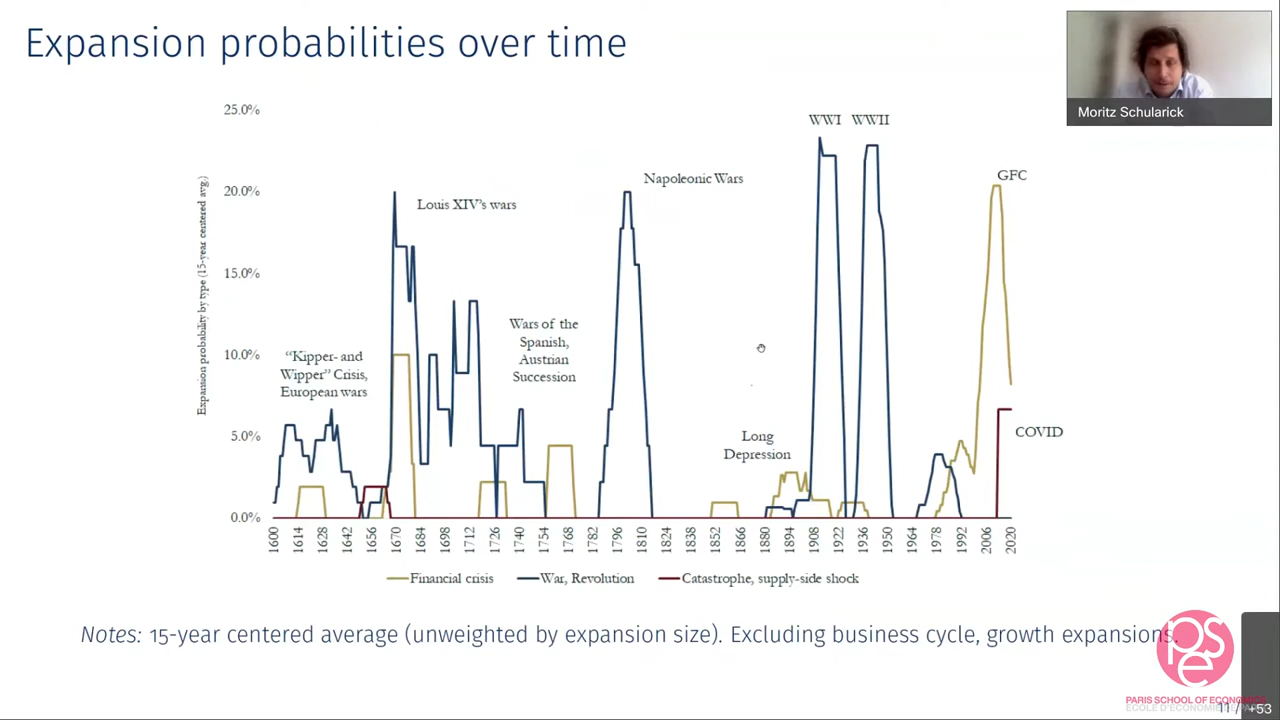 Expansion probabilities over time
Moritz Schularick
Expansion probability by type (15-year centered avg.)
25.0%
20.0%
15.0%
10.0%
5.0%
0.0%
WWI
WWII
Napoleonic Wars
GFC
Louis XIV's wars
Wars of the
Spanish,
Austrian
Succession
"Kipper- and
Wipper" Crisis,
European wars
Long
Depression
COVID
1600
1614
1628
1642
1656
1670
1684
1698
1712
1726
1740
1754
1768
1782
1796
1810
1824
1838
1852
1866
1880
1894
1908
1922
1936
1950
1964
1978
1992
2006
2020
Financial crisis
War, Revolution
Catastrophe, supply-side shock
Notes: 15-year centered average (unweighted by expansion size). Excluding business cycle, growth expansions.
pse
PARIS SCHOOL OF ECONOMICS
11 / +53